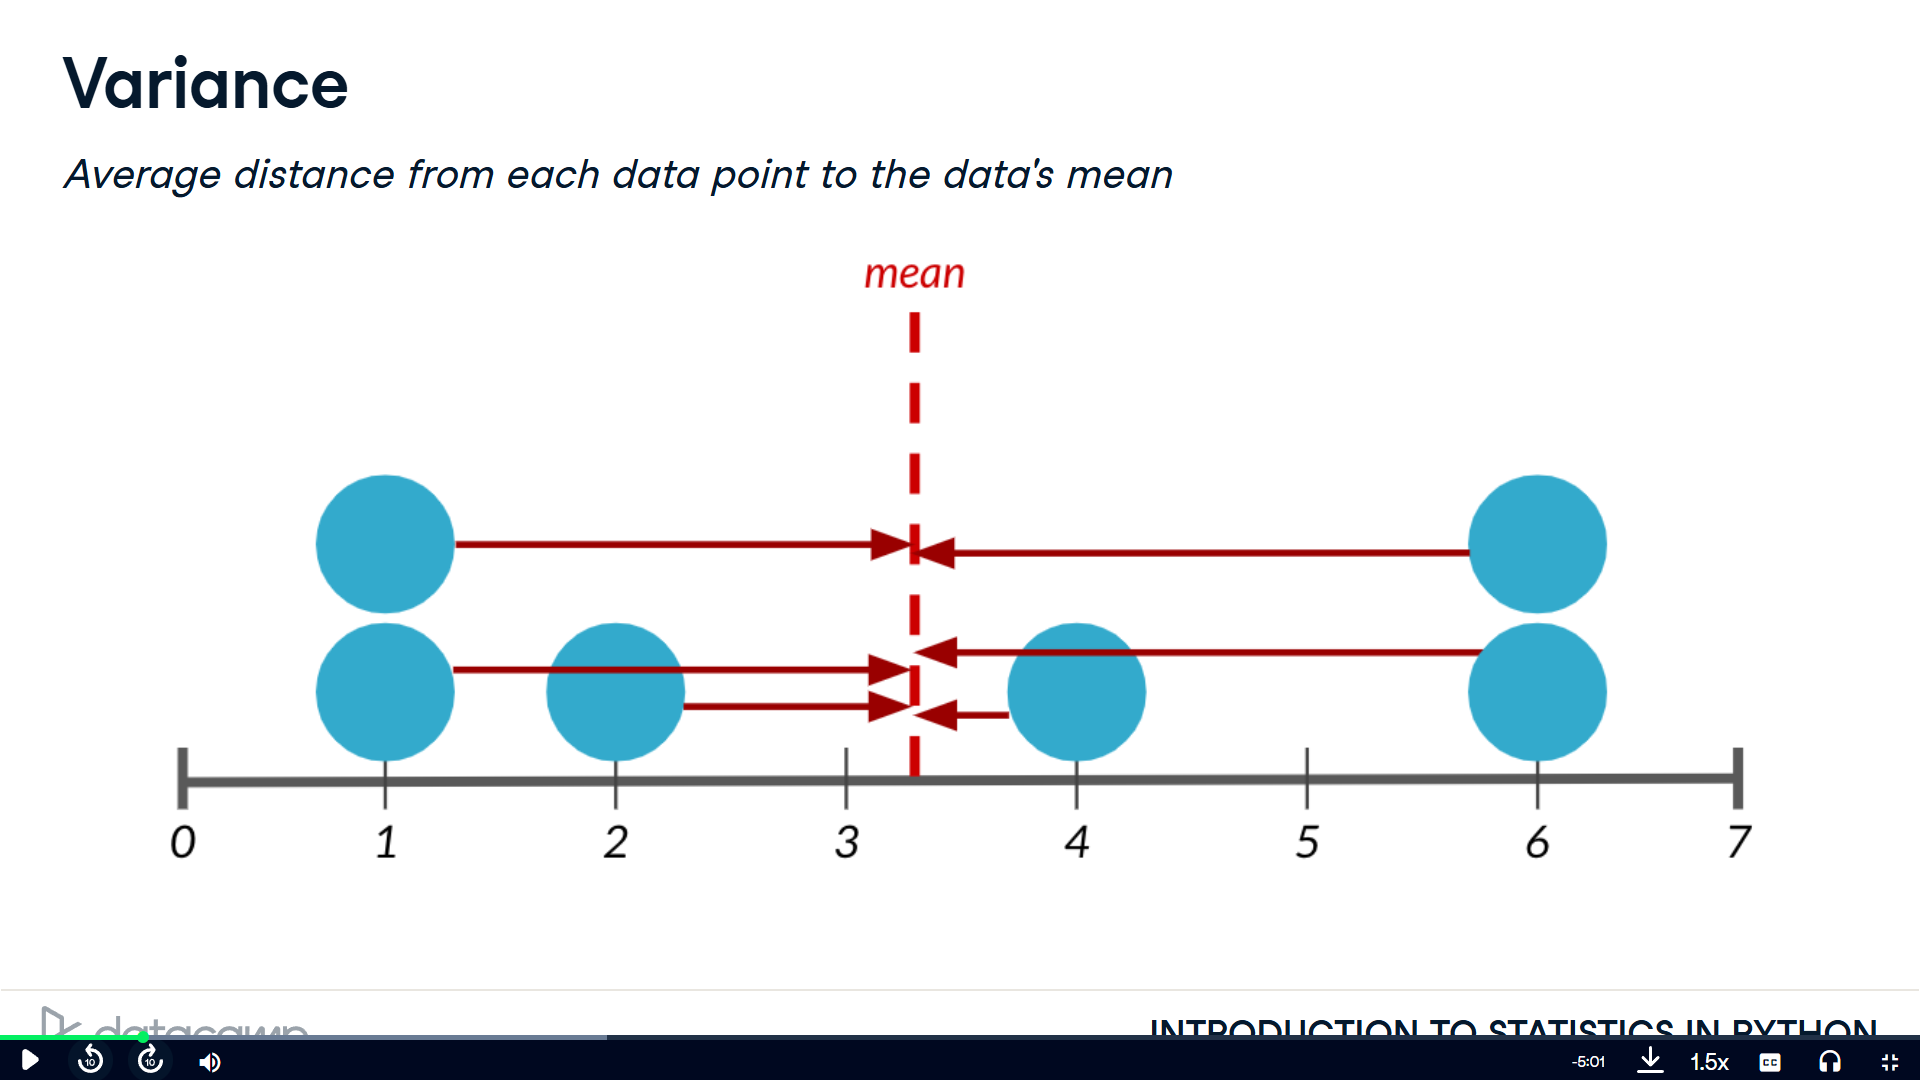 Variance
Average distance from each data point to the data's mean
mean
0 1 2 3 4 5 6 7
datacamp
INTRODUCTION TO STATISTICS IN PYTHON
10 10 -5:01 1.5x CC